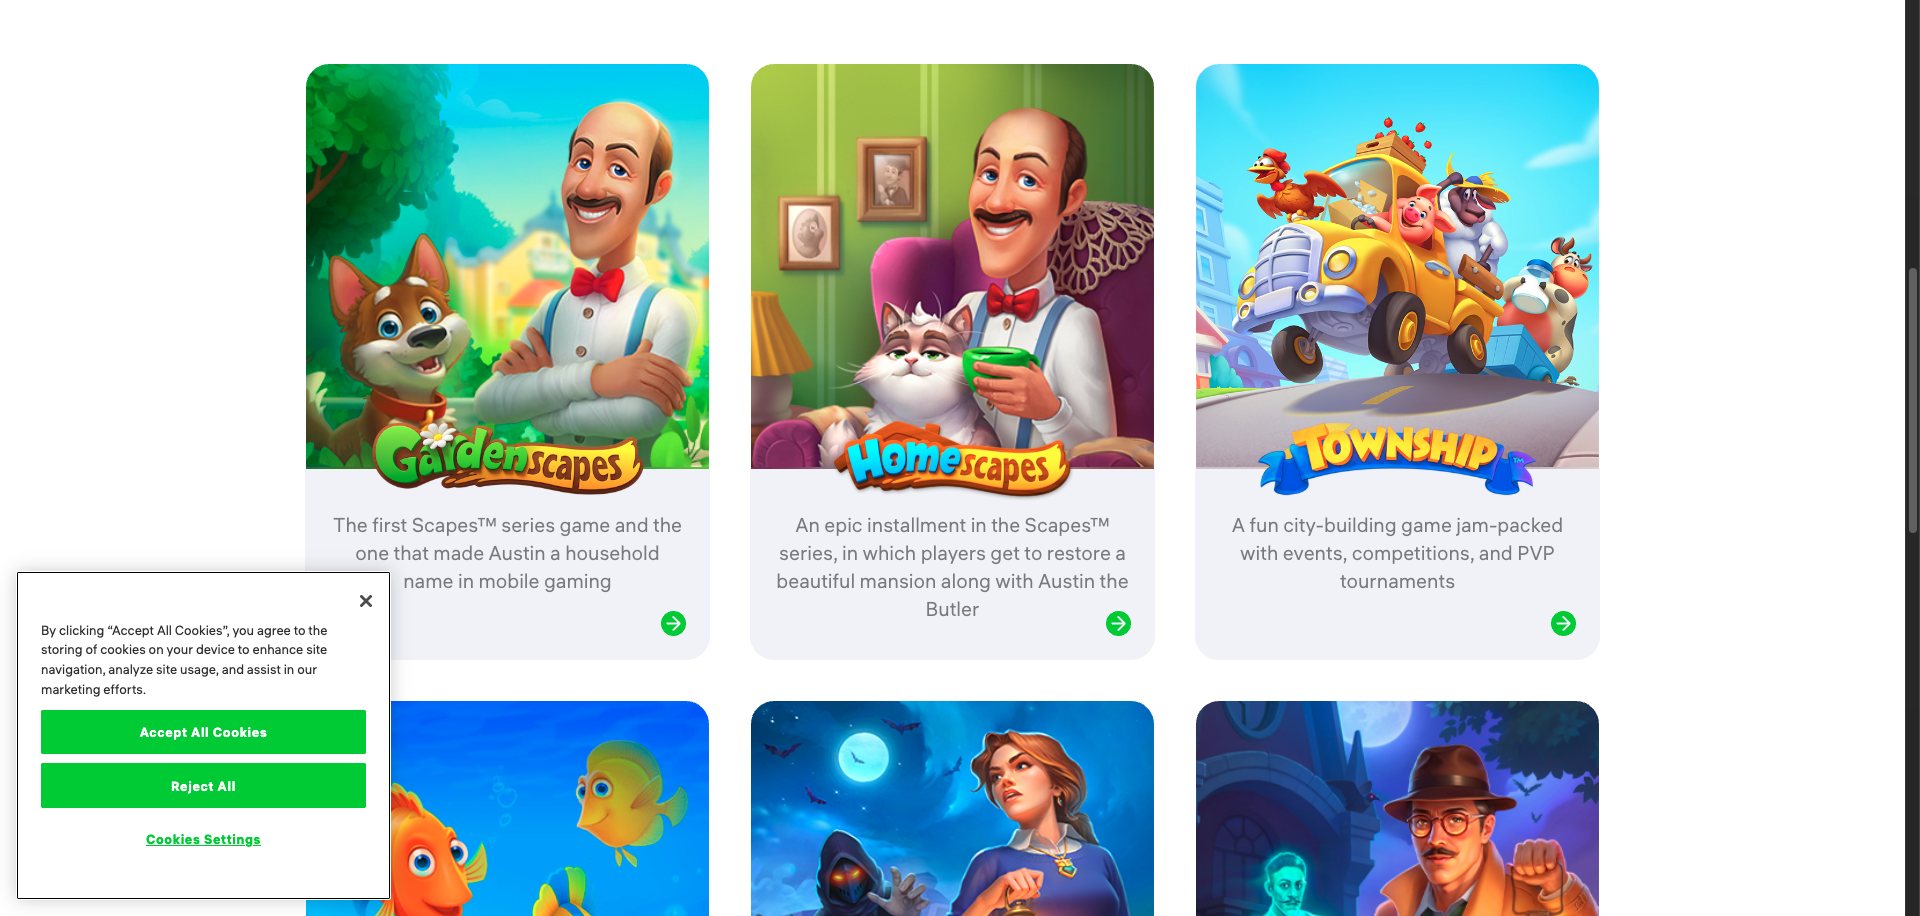 Gardenscapes
Homescapes
TOWNSHIP™
The first Scapes™ series game and the
one that made Austin a household
name in mobile gaming
An epic installment in the Scapes™
series, in which players get to restore a
beautiful mansion along with Austin the
Butler
A fun city-building game jam-packed
with events, competitions, and PVP
tournaments
By clicking “Accept All Cookies”, you agree to the
storing of cookies on your device to enhance site
navigation, analyze site usage, and assist in our
marketing efforts.
Accept All Cookies
Reject All
Cookies Settings